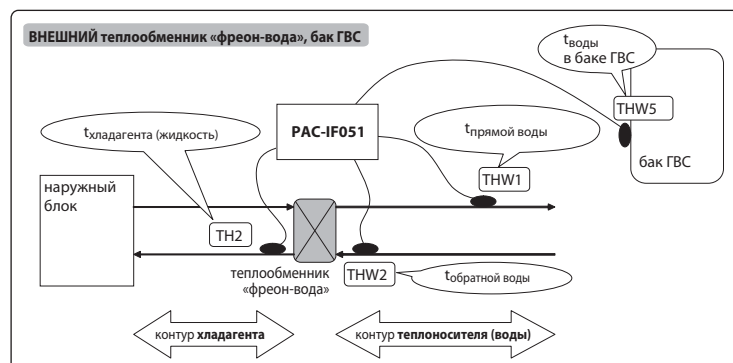 ВНЕШНИЙ теплообменник «фреон-вода», бак ГВС
tводы
в баке ГВС
THW5
бак ГВС
PAC-IF051
tхладагента (жидкость)
tпрямой воды
THW1
наружный
блок
TH2
теплообменник
«фреон-вода»
THW2
tобратной воды
контур хладагента
контур теплоносителя (воды)